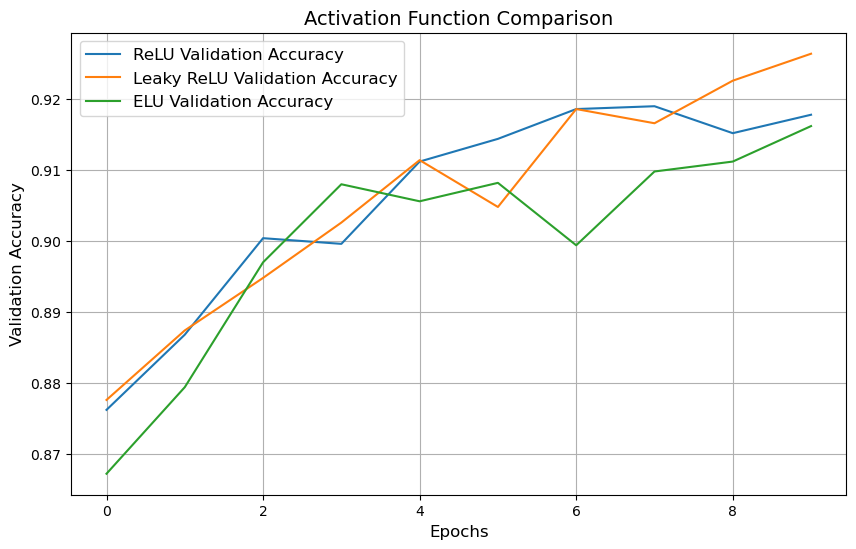 Activation Function Comparison
ReLU Validation Accuracy
Leaky ReLU Validation Accuracy
ELU Validation Accuracy
Validation Accuracy
0.92
0.91
0.90
0.89
0.88
0.87
0 2 4 6 8
Epochs